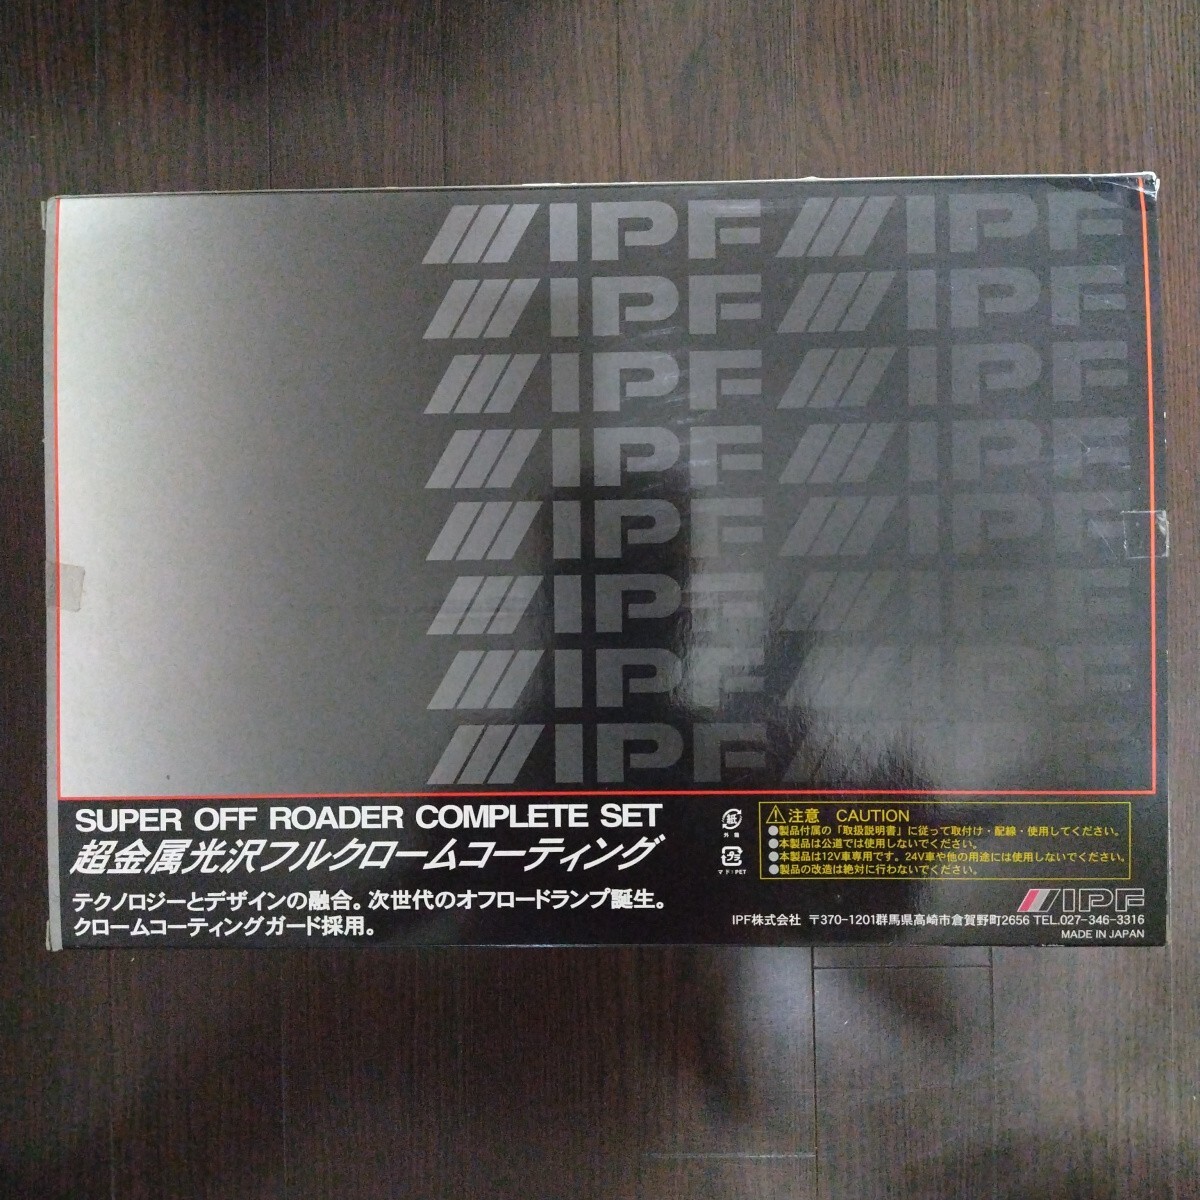 IPF IPF
IPF IPF
IPF IPF
IPF IPF
IPF IPF
IPF IPF
IPF IPF
IPF IPF
SUPER OFF ROADER COMPLETE SET
超金属光沢フルクロームコーティング
テクノロジーとデザインの融合。次世代のオフロードランプ誕生。
クロームコーティングガード採用。
紙
外箱
プラ
マド:PET
注意 CAUTION
●製品付属の「取扱説明書」に従って取付け・配線・使用してください。
●本製品は公道では使用しないでください。
●本製品は12V車専用です。24V車や他の用途には使用しないでください。
●製品の改造は絶対に行わないでください。
IPF
IPF株式会社 〒370-1201群馬県高崎市倉賀野町2656 TEL.027-346-3316
MADE IN JAPAN